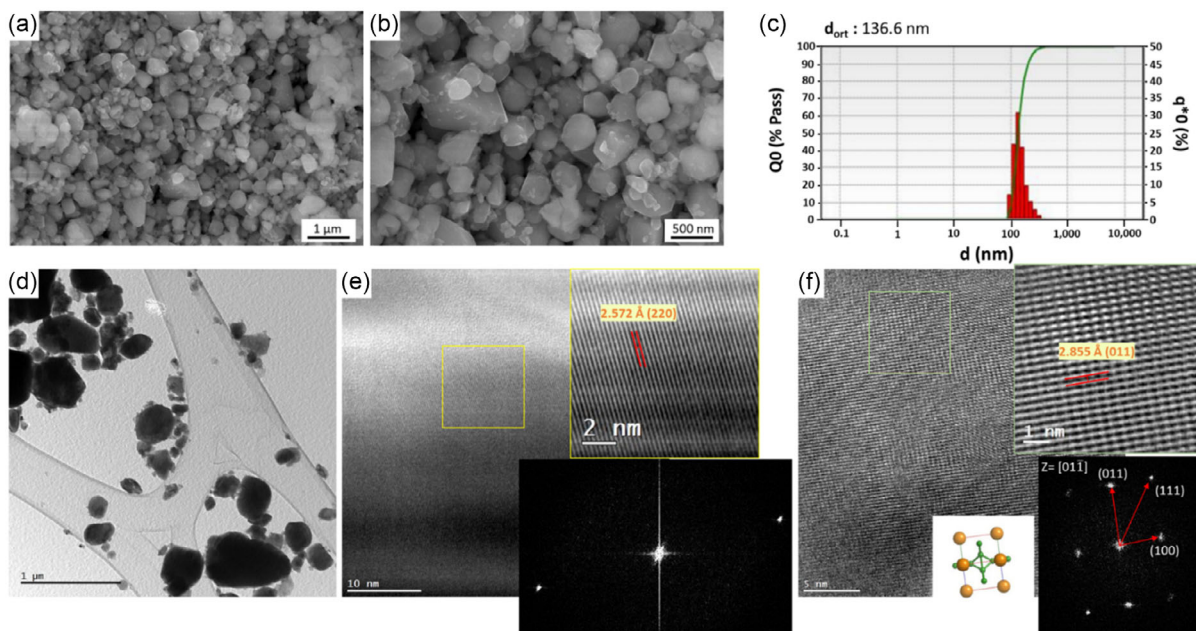 (a)
1 µm
(b)
500 nm
(c)
dort : 136.6 nm
100
90
80
70
60
50
40
30
20
10
0
50
45
40
35
30
25
20
15
10
5
0
Q0 (% Pass)
q*0 (%)
0.1
1
10
100
1,000
10,000
d (nm)
(d)
1 µm
(e)
10 nm
2.572 Å (220)
2 nm
(f)
5 nm
2.855 Å (011)
1 nm
Z= [011̄]
(011)
(111)
(100)